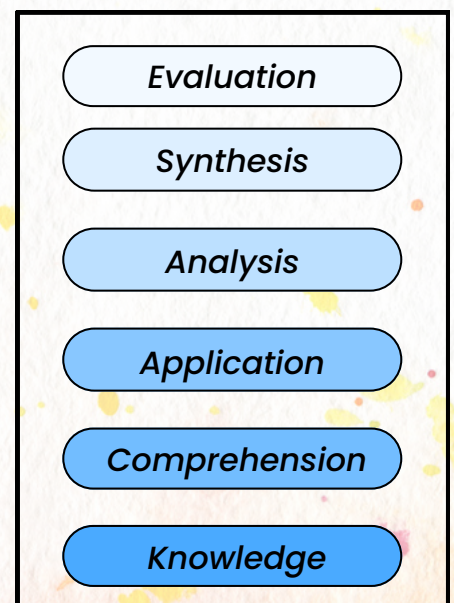 Evaluation
Synthesis
Analysis
Application
Comprehension
Knowledge